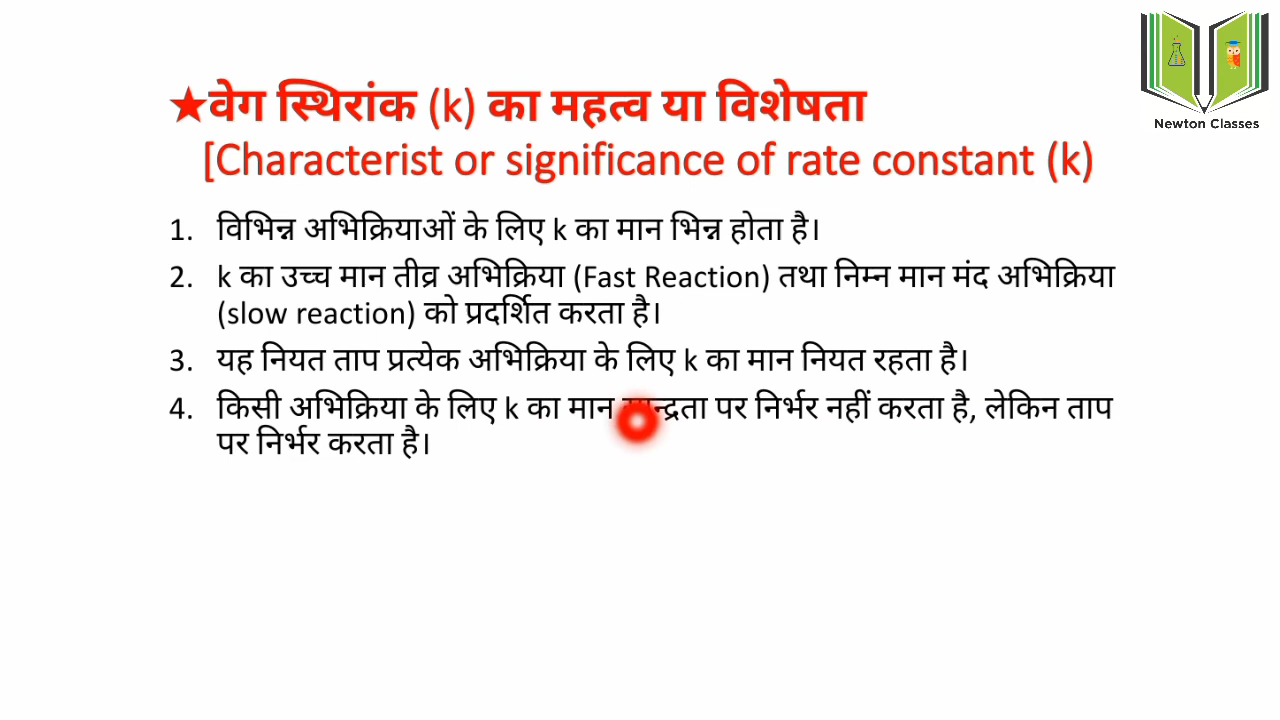 Newton Classes
★वेग स्थिरांक (k) का महत्व या विशेषता
[Characterist or significance of rate constant (k)
1. विभिन्न अभिक्रियाओं के लिए k का मान भिन्न होता है।
2. k का उच्च मान तीव्र अभिक्रिया (Fast Reaction) तथा निम्न मान मंद अभिक्रिया
(slow reaction) को प्रदर्शित करता है।
3. यह नियत ताप प्रत्येक अभिक्रिया के लिए k का मान नियत रहता है।
4. किसी अभिक्रिया के लिए k का मान पर निर्भर नहीं करता है, लेकिन ताप
पर निर्भर करता है।